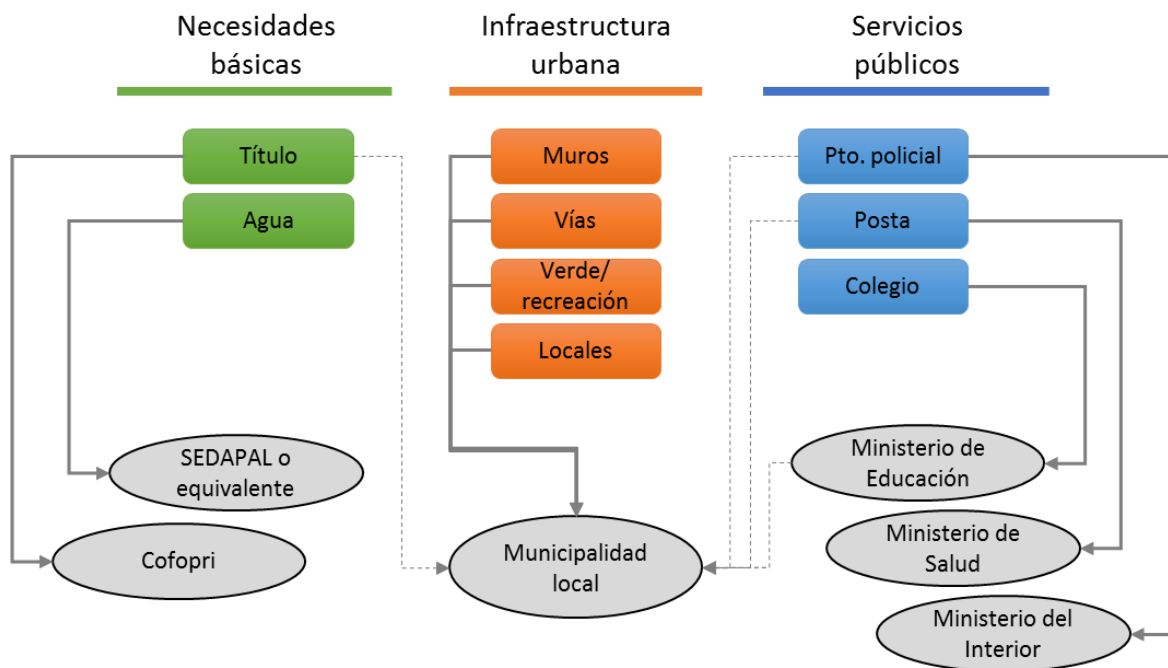 Necesidades
básicas
Infraestructura
urbana
Servicios
públicos
Título
Agua
Muros
Vías
Verde/
recreación
Locales
Pto. policial
Posta
Colegio
SEDAPAL o
equivalente
Cofopri
Municipalidad
local
Ministerio de
Educación
Ministerio de
Salud
Ministerio del
Interior